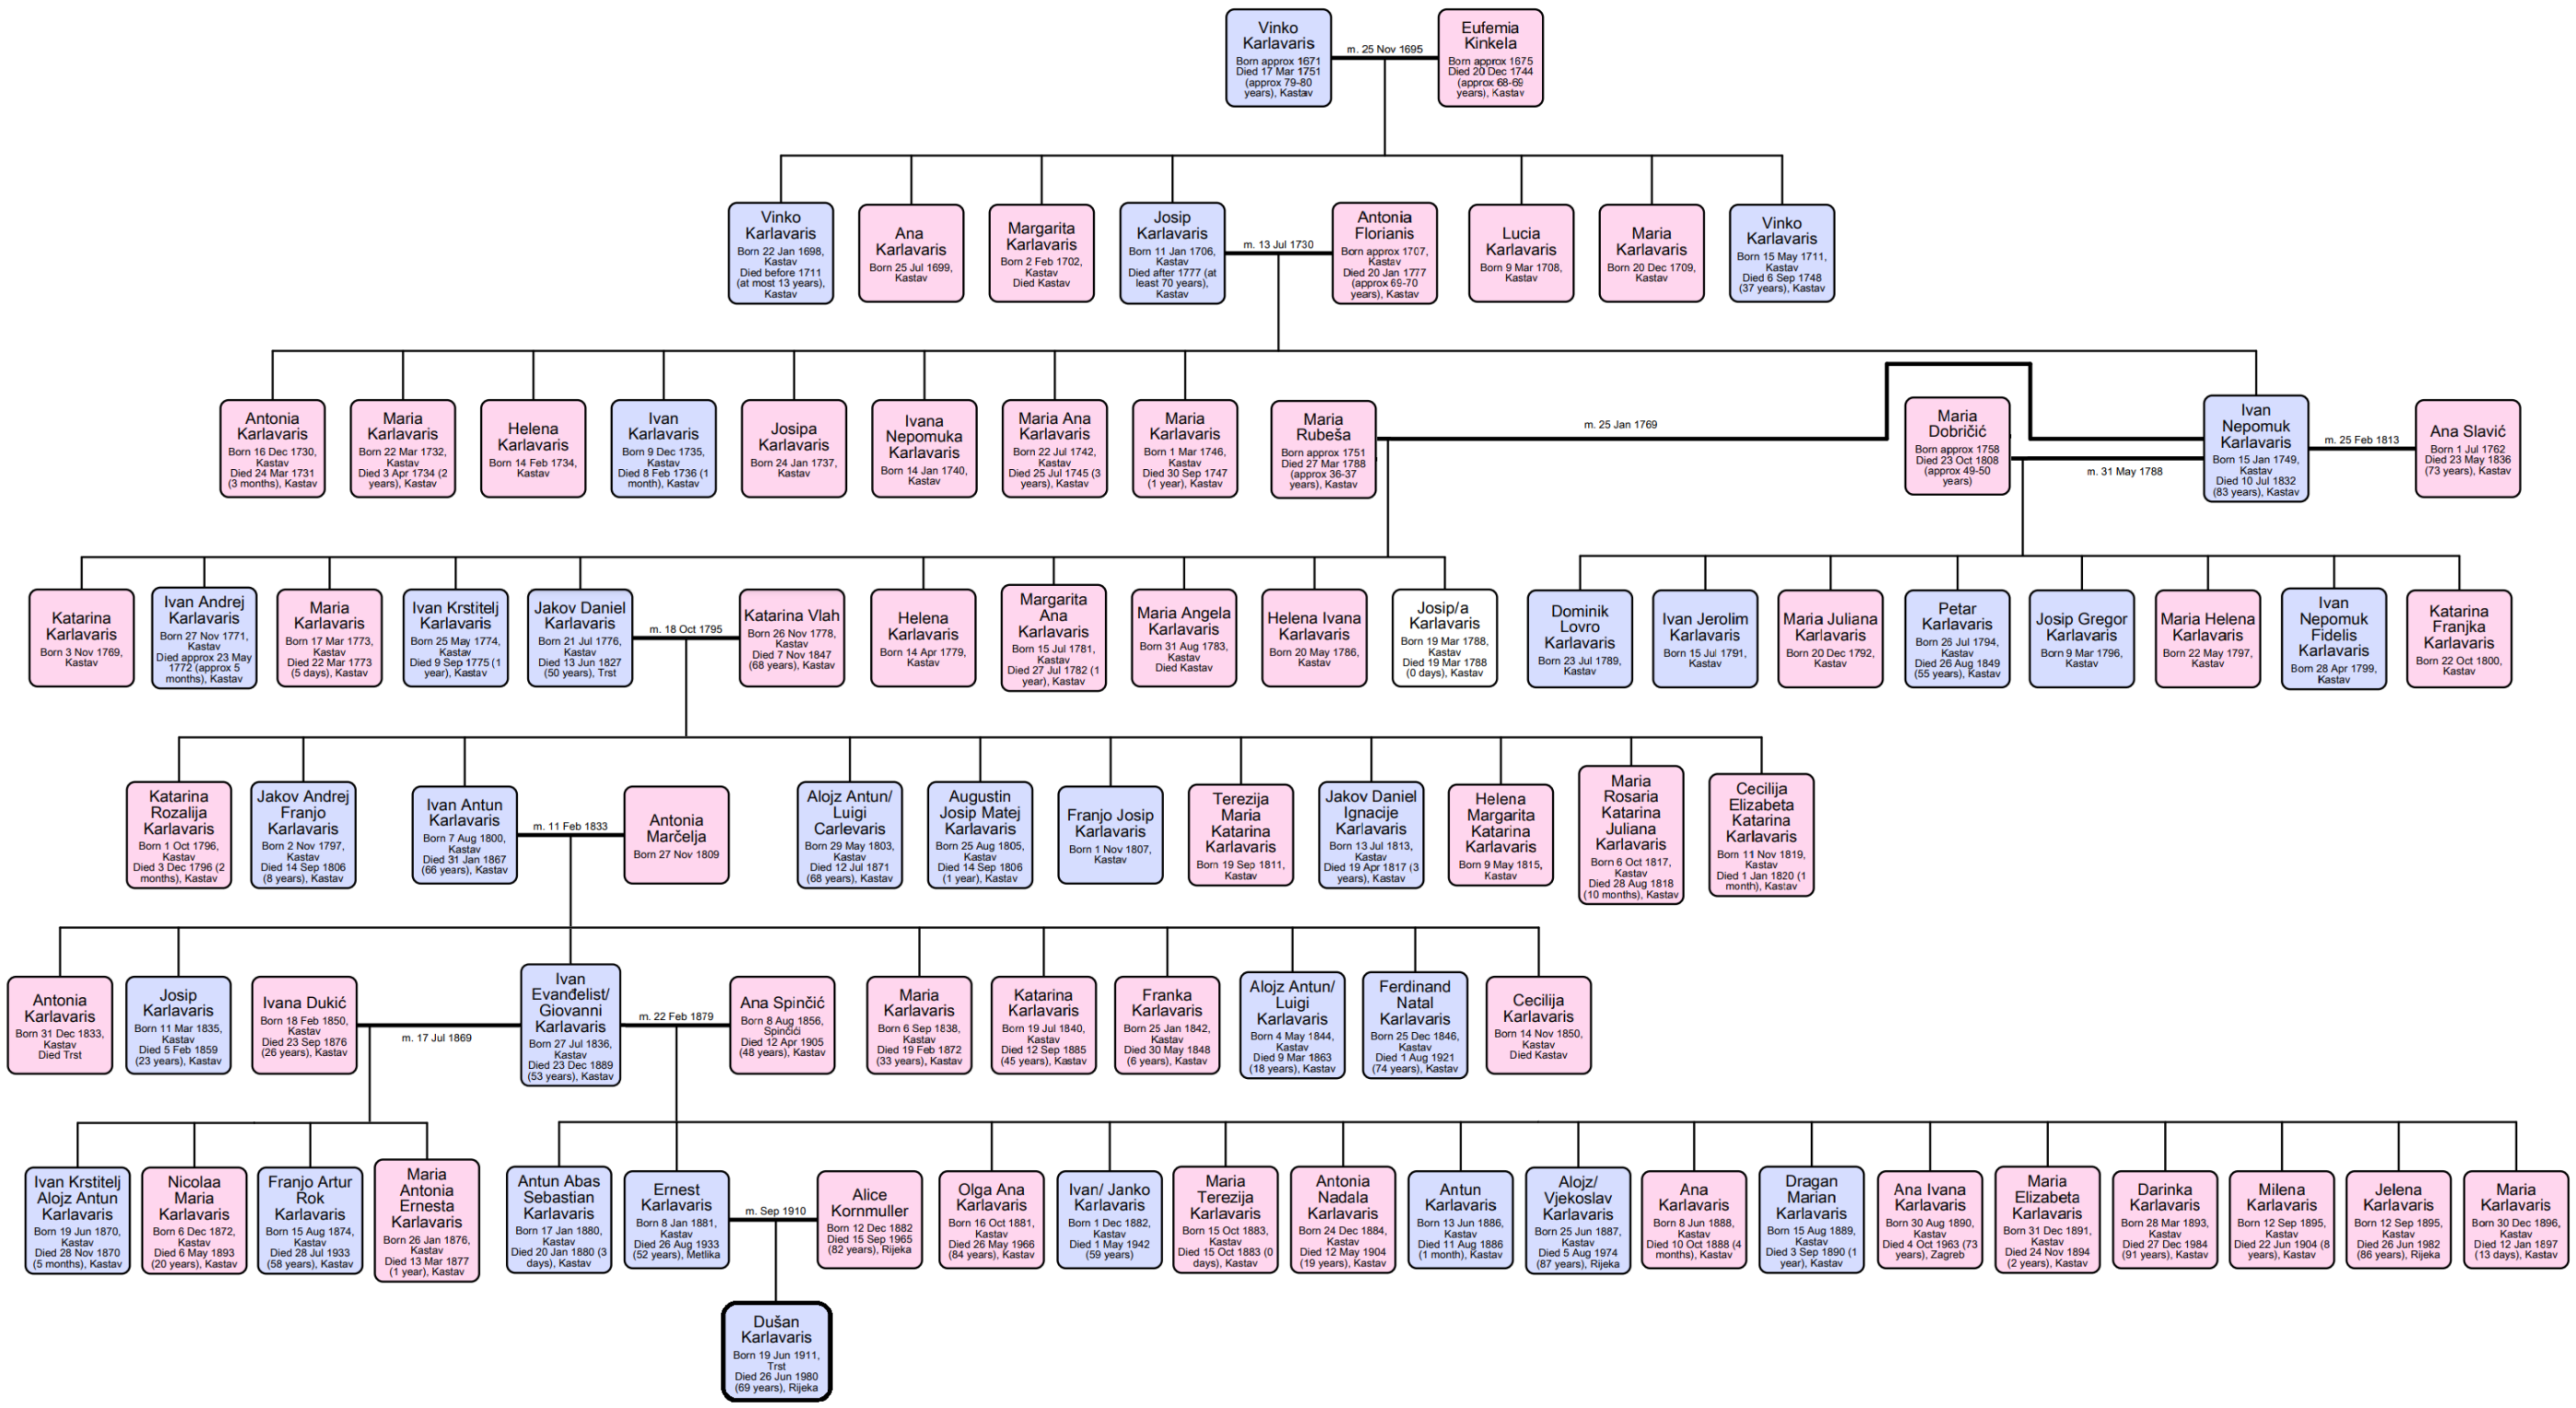 Vinko
Karlavaris
Born approx 1671
Died 17 Mar 1751
(approx 79-80
years), Kastav
m. 25 Nov 1695
Eufemia
Kinkela
Born approx 1675
Died 20 Dec 1744
(approx 68-69
years), Kastav
Vinko
Karlavaris
Born 22 Jan 1698,
Kastav
Died before 1711
(at most 13 years),
Kastav
Ana
Karlavaris
Born 25 Jul 1699,
Kastav
Margarita
Karlavaris
Born 2 Feb 1702,
Kastav
Died Kastav
Josip
Karlavaris
Born 11 Jan 1706,
Kastav
Died after 1777 (at
least 70 years),
Kastav
m. 13 Jul 1730
Antonia
Florianis
Born approx 1707,
Kastav
Died 20 Jan 1777
(approx 69-70
years), Kastav
Lucia
Karlavaris
Born 9 Mar 1708,
Kastav
Maria
Karlavaris
Born 20 Dec 1709,
Kastav
Vinko
Karlavaris
Born 15 May 1711,
Kastav
Died 6 Sep 1748
(37 years), Kastav
Antonia
Karlavaris
Born 16 Dec 1730,
Kastav
Died 24 Mar 1731
(3 months), Kastav
Maria
Karlavaris
Born 22 Mar 1732,
Kastav
Died 3 Apr 1734 (2
years), Kastav
Helena
Karlavaris
Born 14 Feb 1734,
Kastav
Ivan
Karlavaris
Born 9 Dec 1735,
Kastav
Died 8 Feb 1736 (1
month), Kastav
Josipa
Karlavaris
Born 24 Jan 1737,
Kastav
Ivana
Nepomuka
Karlavaris
Born 14 Jan 1740,
Kastav
Maria Ana
Karlavaris
Born 22 Jul 1742,
Kastav
Died 25 Jul 1745 (3
years), Kastav
Maria
Karlavaris
Born 1 Mar 1746,
Kastav
Died 30 Sep 1747
(1 year), Kastav
Maria
Rubeša
Born approx 1751
Died 27 Mar 1788
(approx 36-37
years), Kastav
m. 25 Jan 1769
Maria
Dobričić
Born approx 1758
Died 23 Oct 1808
(approx 49-50
years)
m. 31 May 1788
Ivan
Nepomuk
Karlavaris
Born 15 Jan 1749,
Kastav
Died 10 Jul 1832
(83 years), Kastav
m. 25 Feb 1813
Ana Slavić
Born 1 Jul 1762
Died 23 May 1836
(73 years), Kastav
Katarina
Karlavaris
Born 3 Nov 1769,
Kastav
Ivan Andrej
Karlavaris
Born 27 Nov 1771,
Kastav
Died approx 23 May
1772 (approx 5
months), Kastav
Maria
Karlavaris
Born 17 Mar 1773,
Kastav
Died 22 Mar 1773
(5 days), Kastav
Ivan Krstitelj
Karlavaris
Born 25 May 1774,
Kastav
Died 9 Sep 1775 (1
year), Kastav
Jakov Daniel
Karlavaris
Born 21 Jul 1776,
Kastav
Died 13 Jun 1827
(50 years), Trst
m. 18 Oct 1795
Katarina Vlah
Born 26 Nov 1778,
Kastav
Died 7 Nov 1847
(68 years), Kastav
Helena
Karlavaris
Born 14 Apr 1779,
Kastav
Margarita
Ana
Karlavaris
Born 15 Jul 1781,
Kastav
Died 27 Jul 1782 (1
year), Kastav
Maria Angela
Karlavaris
Born 31 Aug 1783,
Kastav
Died Kastav
Helena Ivana
Karlavaris
Born 20 May 1786,
Kastav
Josip/a
Karlavaris
Born 19 Mar 1788,
Kastav
Died 19 Mar 1788
(0 days), Kastav
Dominik
Lovro
Karlavaris
Born 23 Jul 1789,
Kastav
Ivan Jerolim
Karlavaris
Born 15 Jul 1791,
Kastav
Maria Juliana
Karlavaris
Born 20 Dec 1792,
Kastav
Petar
Karlavaris
Born 26 Jul 1794,
Kastav
Died 26 Aug 1849
(55 years), Kastav
Josip Gregor
Karlavaris
Born 9 Mar 1796,
Kastav
Maria Helena
Karlavaris
Born 22 May 1797,
Kastav
Ivan
Nepomuk
Fidelis
Karlavaris
Born 28 Apr 1799,
Kastav
Katarina
Franjka
Karlavaris
Born 22 Oct 1800,
Kastav
Katarina
Rozalija
Karlavaris
Born 1 Oct 1796,
Kastav
Died 3 Dec 1796 (2
months), Kastav
Jakov Andrej
Franjo
Karlavaris
Born 2 Nov 1797,
Kastav
Died 14 Sep 1806
(8 years), Kastav
Ivan Antun
Karlavaris
Born 7 Aug 1800,
Kastav
Died 31 Jan 1867
(66 years), Kastav
m. 11 Feb 1833
Antonia
Marčelja
Born 27 Nov 1809
Alojz Antun/
Luigi
Carlevaris
Born 29 May 1803,
Kastav
Died 12 Jul 1871
(68 years), Kastav
Augustin
Josip Matej
Karlavaris
Born 25 Aug 1805,
Kastav
Died 14 Sep 1806
(1 year), Kastav
Franjo Josip
Karlavaris
Born 1 Nov 1807,
Kastav
Terezija
Maria
Katarina
Karlavaris
Born 19 Sep 1811,
Kastav
Jakov Daniel
Ignacije
Karlavaris
Born 13 Jul 1813,
Kastav
Died 19 Apr 1817 (3
years), Kastav
Helena
Margarita
Katarina
Karlavaris
Born 9 May 1815,
Kastav
Maria
Rosaria
Katarina
Juliana
Karlavaris
Born 6 Oct 1817,
Kastav
Died 28 Aug 1818
(10 months), Kastav
Cecilija
Elizabeta
Katarina
Karlavaris
Born 11 Nov 1819,
Kastav
Died 1 Jan 1820 (1
month), Kastav
Antonia
Karlavaris
Born 31 Dec 1833,
Kastav
Died Trst
Josip
Karlavaris
Born 11 Mar 1835,
Kastav
Died 5 Feb 1859
(23 years), Kastav
Ivana Dukić
Born 18 Feb 1850,
Kastav
Died 23 Sep 1876
(26 years), Kastav
m. 17 Jul 1869
Ivan
Evanđelist/
Giovanni
Karlavaris
Born 27 Jul 1836,
Kastav
Died 23 Dec 1889
(53 years), Kastav
m. 22 Feb 1879
Ana Spinčić
Born 8 Aug 1856,
Spinčići
Died 12 Apr 1905
(48 years), Kastav
Maria
Karlavaris
Born 6 Sep 1838,
Kastav
Died 19 Feb 1872
(33 years), Kastav
Katarina
Karlavaris
Born 19 Jul 1840,
Kastav
Died 12 Sep 1885
(45 years), Kastav
Franka
Karlavaris
Born 25 Jan 1842,
Kastav
Died 30 May 1848
(6 years), Kastav
Alojz Antun/
Luigi
Karlavaris
Born 4 May 1844,
Kastav
Died 9 Mar 1863
(18 years), Kastav
Ferdinand
Natal
Karlavaris
Born 25 Dec 1846,
Kastav
Died 1 Aug 1921
(74 years), Kastav
Cecilija
Karlavaris
Born 14 Nov 1850,
Kastav
Died Kastav
Ivan Krstitelj
Alojz Antun
Karlavaris
Born 19 Jun 1870,
Kastav
Died 28 Nov 1870
(5 months), Kastav
Nicolaa
Maria
Karlavaris
Born 6 Dec 1872,
Kastav
Died 6 May 1893
(20 years), Kastav
Franjo Artur
Rok
Karlavaris
Born 15 Aug 1874,
Kastav
Died 28 Jul 1933
(58 years), Kastav
Maria
Antonia
Ernesta
Karlavaris
Born 26 Jan 1876,
Kastav
Died 13 Mar 1877
(1 year), Kastav
Antun Abas
Sebastian
Karlavaris
Born 17 Jan 1880,
Kastav
Died 20 Jan 1880 (3
days), Kastav
Ernest
Karlavaris
Born 8 Jan 1881,
Kastav
Died 26 Aug 1933
(52 years), Metlika
m. Sep 1910
Alice
Kornmuller
Born 12 Dec 1882
Died 15 Sep 1965
(82 years), Rijeka
Olga Ana
Karlavaris
Born 16 Oct 1881,
Kastav
Died 26 May 1966
(84 years), Kastav
Ivan/ Janko
Karlavaris
Born 1 Dec 1882,
Kastav
Died 1 May 1942
(59 years)
Maria
Terezija
Karlavaris
Born 15 Oct 1883,
Kastav
Died 15 Oct 1883 (0
days), Kastav
Antonia
Nadala
Karlavaris
Born 24 Dec 1884,
Kastav
Died 12 May 1904
(19 years), Kastav
Antun
Karlavaris
Born 13 Jun 1886,
Kastav
Died 11 Aug 1886
(1 month), Kastav
Alojz/
Vjekoslav
Karlavaris
Born 25 Jun 1887,
Kastav
Died 5 Aug 1974
(87 years), Rijeka
Ana
Karlavaris
Born 8 Jun 1888,
Kastav
Died 10 Oct 1888 (4
months), Kastav
Dragan
Marian
Karlavaris
Born 15 Aug 1889,
Kastav
Died 3 Sep 1890 (1
year), Kastav
Ana Ivana
Karlavaris
Born 30 Aug 1890,
Kastav
Died 4 Oct 1963 (73
years), Zagreb
Maria
Elizabeta
Karlavaris
Born 31 Dec 1891,
Kastav
Died 24 Nov 1894
(2 years), Kastav
Darinka
Karlavaris
Born 28 Mar 1893,
Kastav
Died 27 Dec 1984
(91 years), Kastav
Milena
Karlavaris
Born 12 Sep 1895,
Kastav
Died 22 Jun 1904 (8
years), Kastav
Jelena
Karlavaris
Born 12 Sep 1895,
Kastav
Died 26 Jun 1982
(86 years), Rijeka
Maria
Karlavaris
Born 30 Dec 1896,
Kastav
Died 12 Jan 1897
(13 days), Kastav
Dušan
Karlavaris
Born 19 Jun 1911,
Trst
Died 26 Jun 1980
(69 years), Rijeka